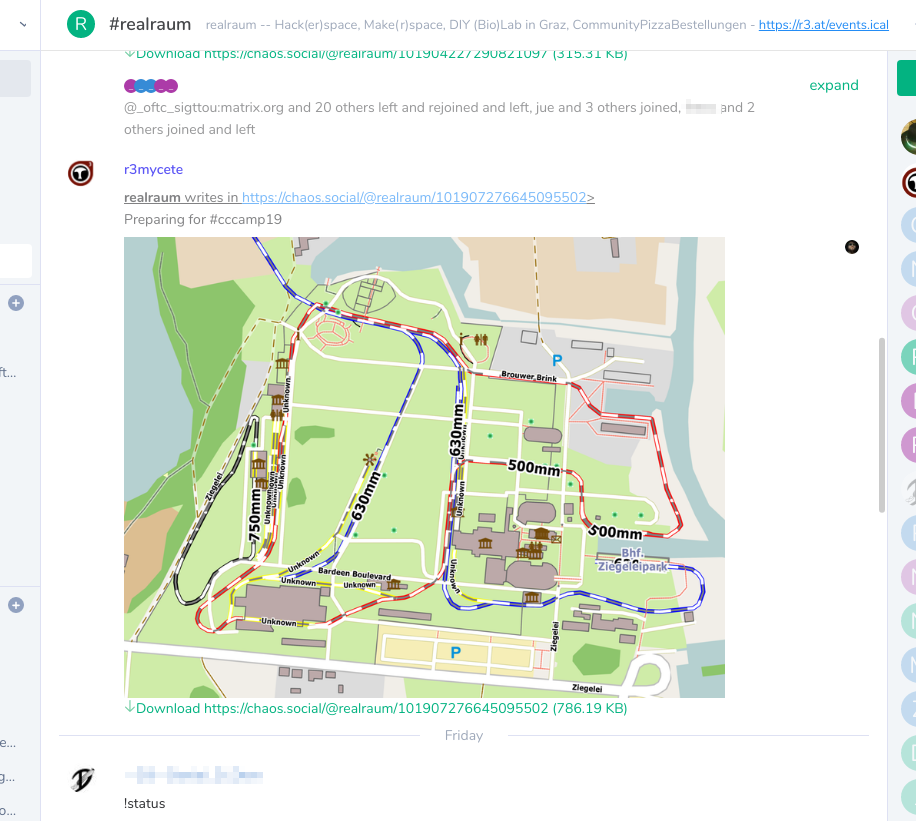 R
#realraum
realraum -- Hack(er)space, Make(r)space, DIY (Bio)Lab in Graz, CommunityPizzaBestellungen - https://r3.at/events.ical
Download https://chaos.social/@realraum/101904227290821097 (315.31 KB)
expand
@_oftc_sigttou:matrix.org and 20 others left and rejoined and left, jue and 3 others joined, and 2
others joined and left
r3mycete
realraum writes in https://chaos.social/@realraum/101907276645095502>
Preparing for #cccamp19
P
Brouwer Brink
Unknown
630mm
Unknown
500mm
Ziegelei
630mm
Unknown
750mm
Unknown
Unknown
500mm
Bhf.
Ziegeleipark
Unknown
Bardeen Boulevard
Unknown
Unknown
Unknown
Unknown
Ziegelei
P
Ziegelei
Download https://chaos.social/@realraum/101907276645095502 (786.19 KB)
Friday
!status
ft...
e...
g...
o...